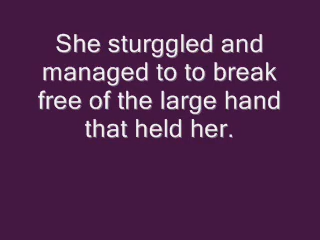 She sturggled and
managed to to break
free of the large hand
that held her.